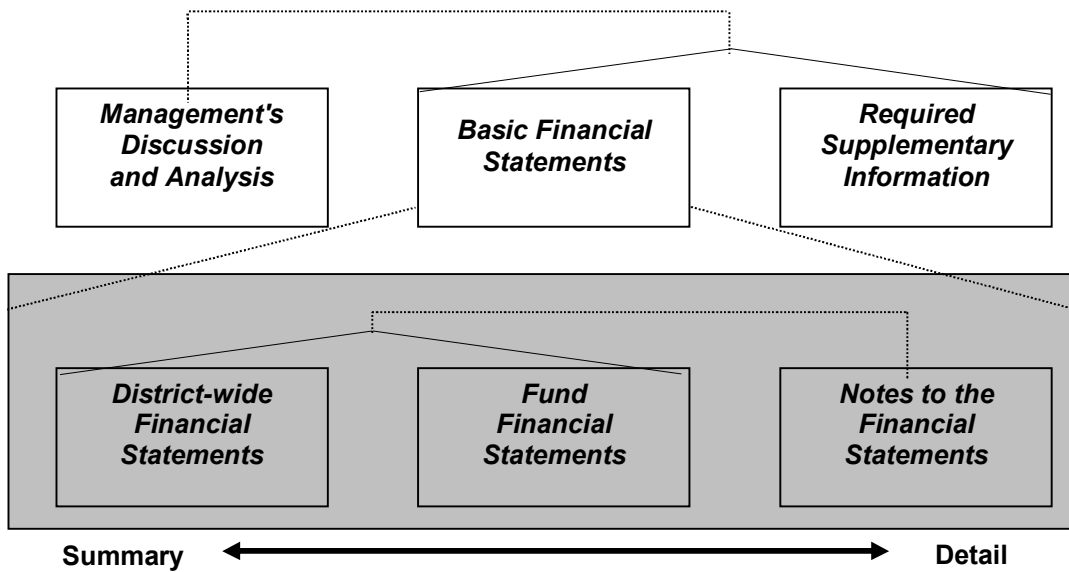 Management's
Discussion
and Analysis
Basic Financial
Statements
Required
Supplementary
Information
District-wide
Financial
Statements
Fund
Financial
Statements
Notes to the
Financial
Statements
Summary
Detail